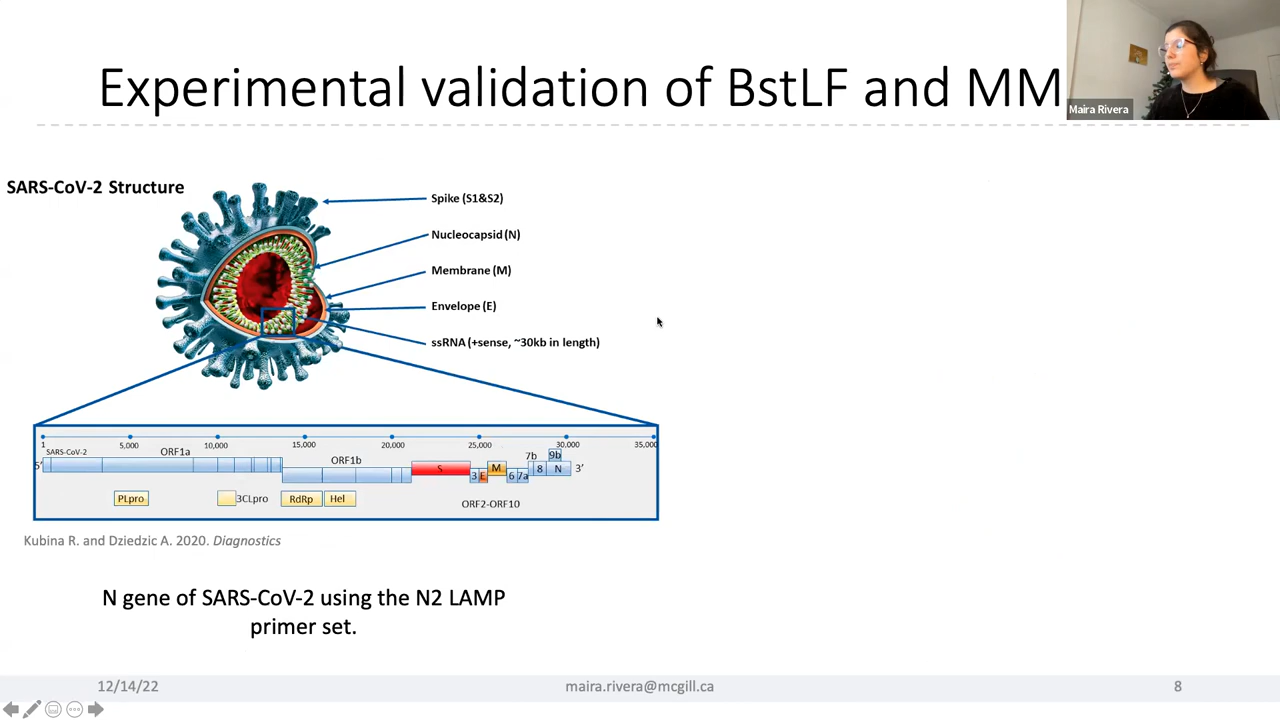 Experimental validation of BstLF and MM
Maira Rivera
SARS-CoV-2 Structure
Spike (S1&S2)
Nucleocapsid (N)
Membrane (M)
Envelope (E)
ssRNA (+sense, ~30kb in length)
1 5,000 10,000 15,000 20,000 25,000 30,000 35,000
SARS-CoV-2
5' ORF1a ORF1b S 3 E M 6 7a 7b 8 9b N 3'
PLpro 3CLpro RdRp Hel ORF2-ORF10
Kubina R. and Dziedzic A. 2020. Diagnostics
N gene of SARS-CoV-2 using the N2 LAMP
primer set.
12/14/22 maira.rivera@mcgill.ca 8